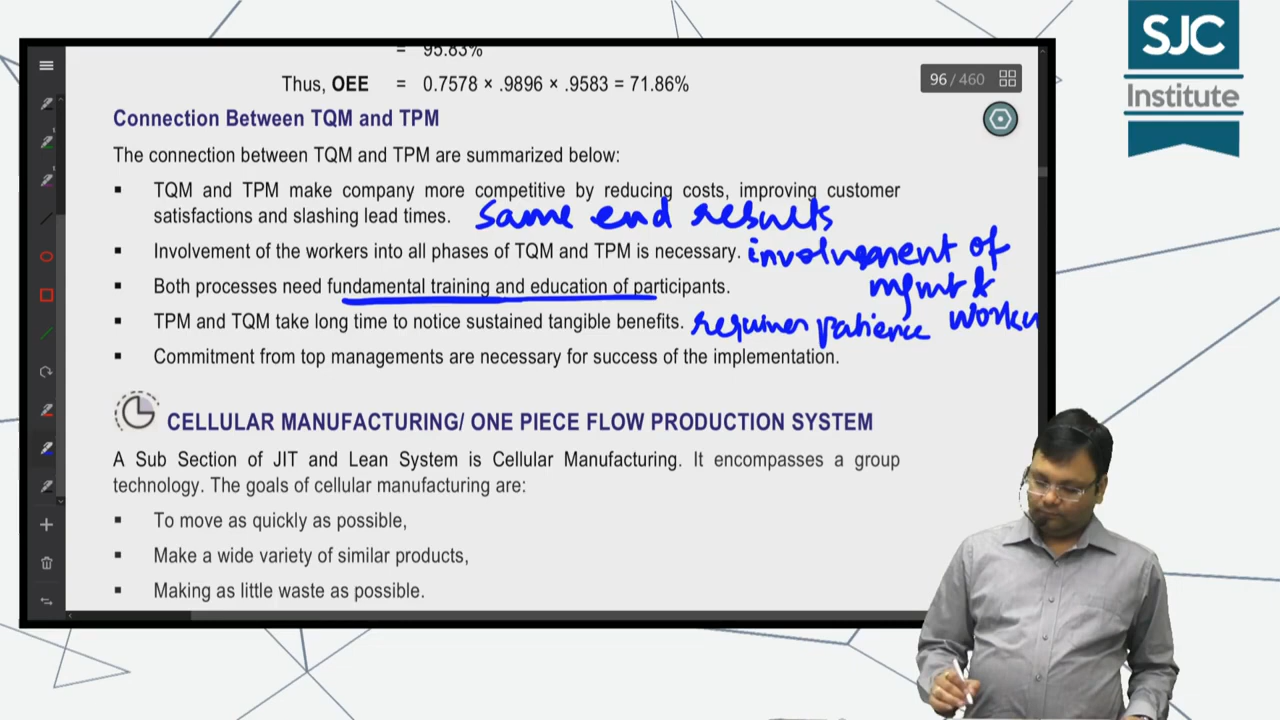 = 95.83%
Thus, OEE = 0.7578 × .9896 × .9583 = 71.86%
96 / 460
SJC
Institute
Connection Between TQM and TPM
The connection between TQM and TPM are summarized below:
▪ TQM and TPM make company more competitive by reducing costs, improving customer
satisfactions and slashing lead times. same end results
▪ Involvement of the workers into all phases of TQM and TPM is necessary. involvement of
mgmt &
▪ Both processes need fundamental training and education of participants.
▪ TPM and TQM take long time to notice sustained tangible benefits. requires patience
▪ Commitment from top managements are necessary for success of the implementation.
CELLULAR MANUFACTURING/ ONE PIECE FLOW PRODUCTION SYSTEM
A Sub Section of JIT and Lean System is Cellular Manufacturing. It encompasses a group
technology. The goals of cellular manufacturing are:
▪ To move as quickly as possible,
▪ Make a wide variety of similar products,
▪ Making as little waste as possible.